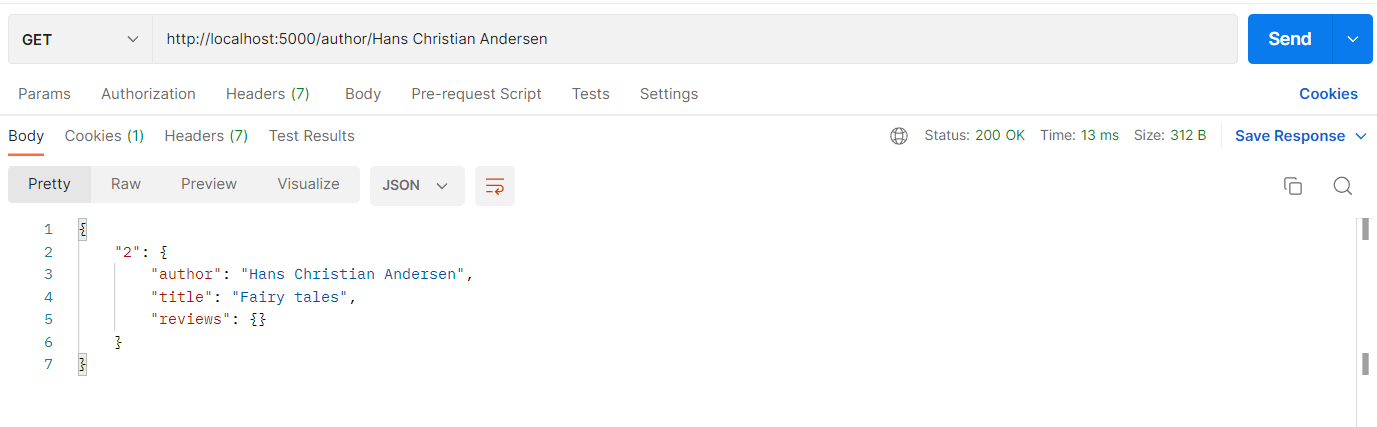 GET http://localhost:5000/author/Hans Christian Andersen Send
Params Authorization Headers (7) Body Pre-request Script Tests Settings Cookies
Body Cookies (1) Headers (7) Test Results Status: 200 OK Time: 13 ms Size: 312 B Save Response
Pretty Raw Preview Visualize JSON
1 {
2 "2": {
3 "author": "Hans Christian Andersen",
4 "title": "Fairy tales",
5 "reviews": {}
6 }
7 }